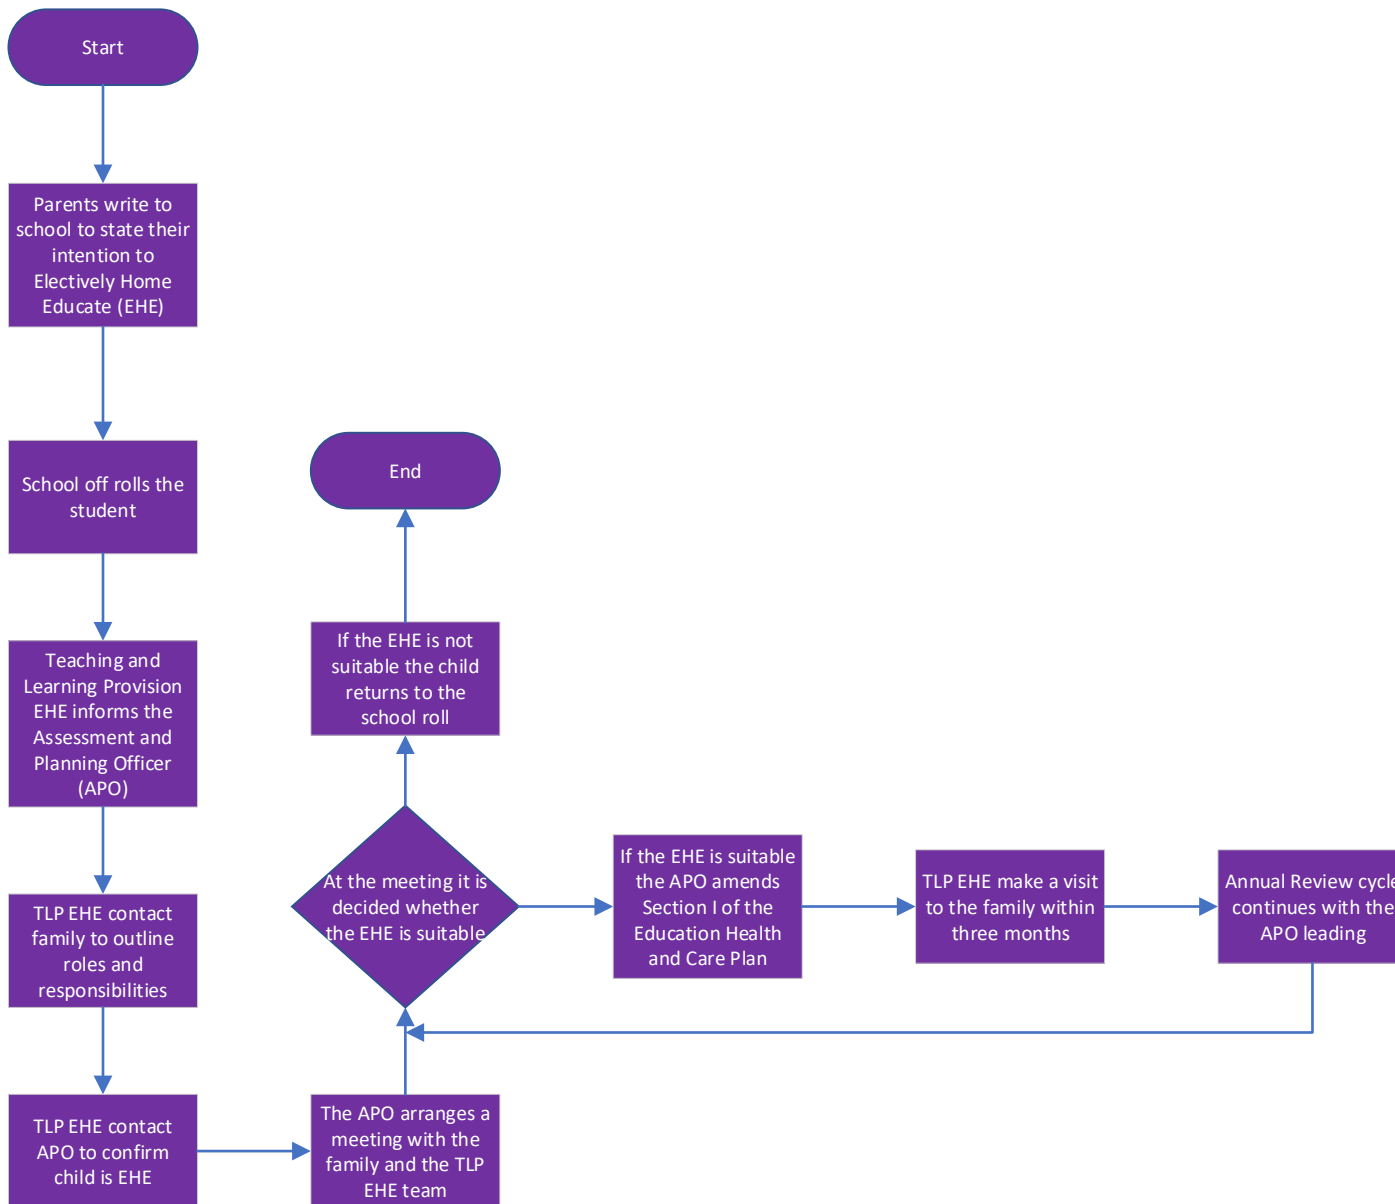 Start
Parents write to
school to state their
intention to
Electively Home
Educate (EHE)
School off rolls the
student
Teaching and
Learning Provision
EHE informs the
Assessment and
Planning Officer
(APO)
TLP EHE contact
family to outline
roles and
responsibilities
TLP EHE contact
APO to confirm
child is EHE
The APO arranges a
meeting with the
family and the TLP
EHE team
At the meeting it is
decided whether
the EHE is suitable
If the EHE is not
suitable the child
returns to the
school roll
End
If the EHE is suitable
the APO amends
Section I of the
Education Health
and Care Plan
TLP EHE make a visit
to the family within
three months
Annual Review cycle
continues with the
APO leading